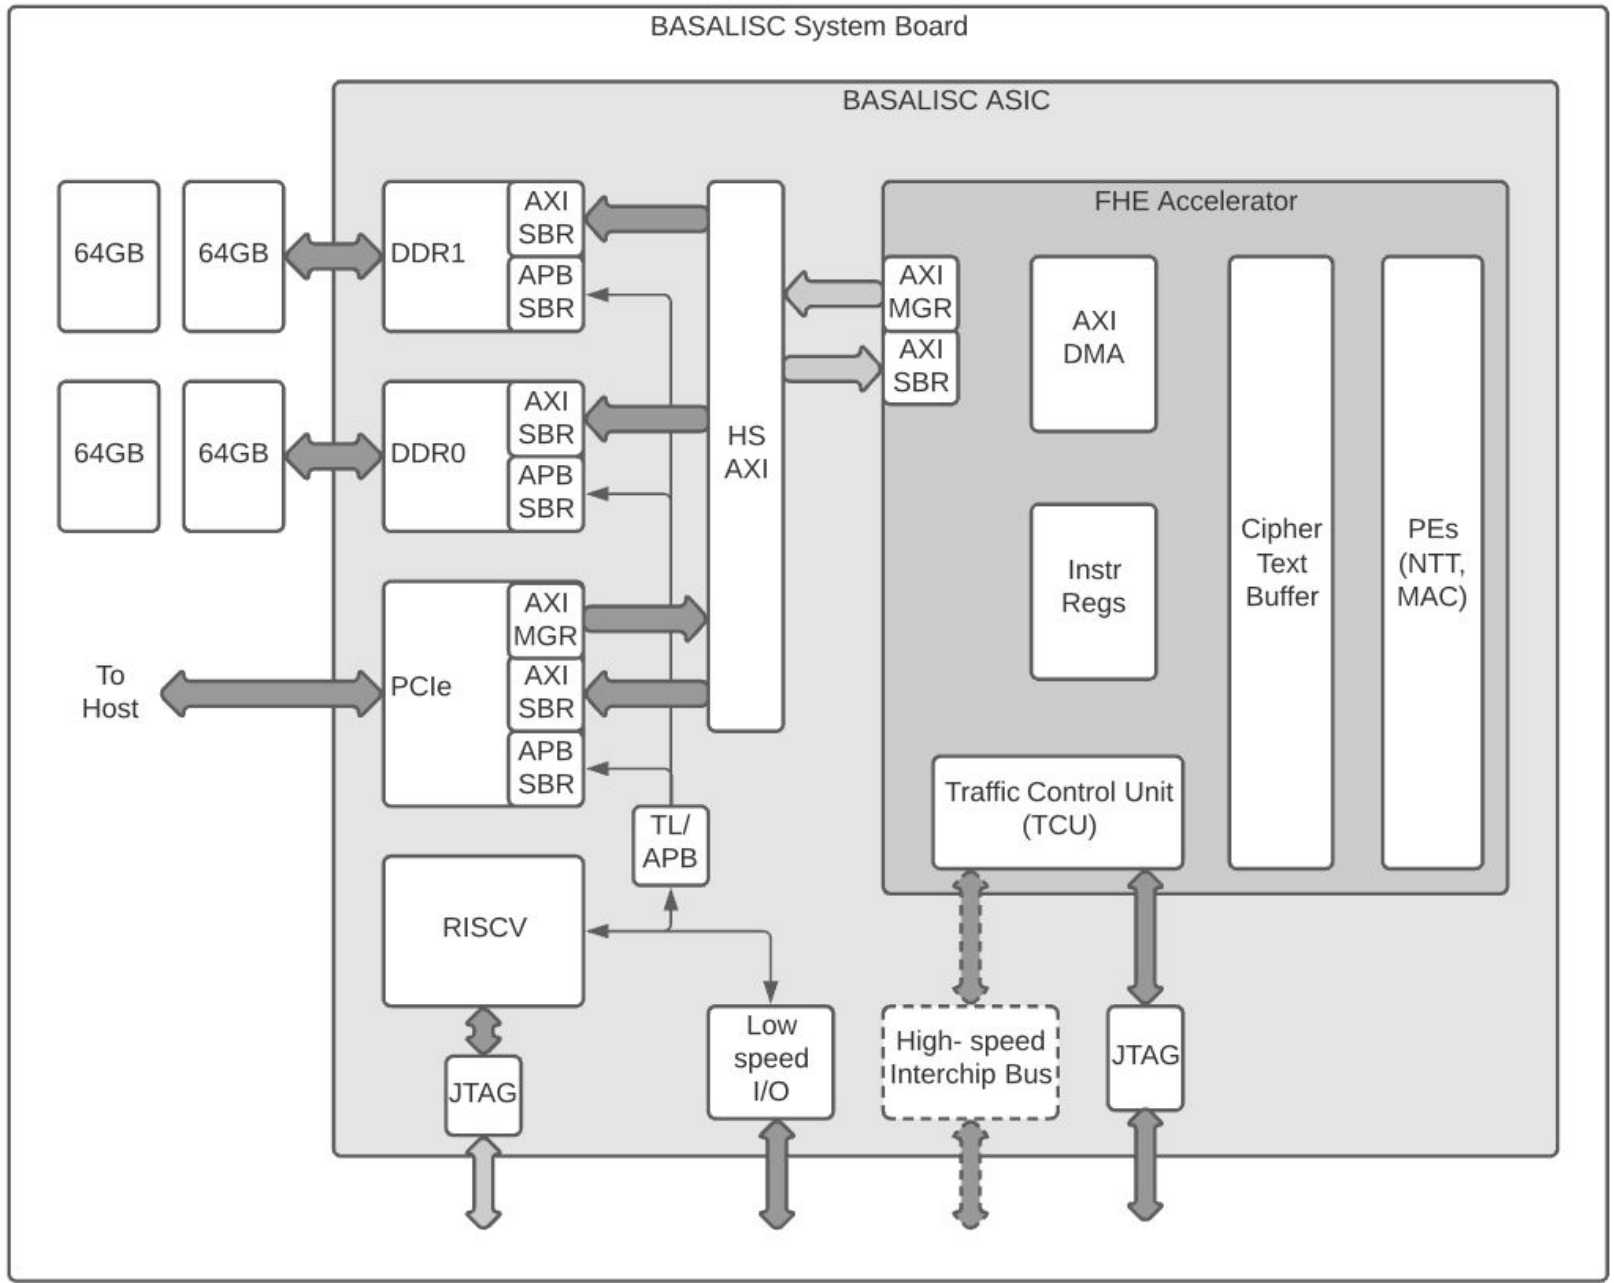 BASALISC System Board
BASALISC ASIC
64GB
64GB
DDR1
AXI
SBR
APB
SBR
64GB
64GB
DDR0
AXI
SBR
APB
SBR
To
Host
PCIe
AXI
MGR
AXI
SBR
APB
SBR
HS
AXI
TL/
APB
RISCV
JTAG
Low
speed
I/O
FHE Accelerator
AXI
MGR
AXI
SBR
AXI
DMA
Instr
Regs
Cipher
Text
Buffer
PEs
(NTT,
MAC)
Traffic Control Unit
(TCU)
High- speed
Interchip Bus
JTAG